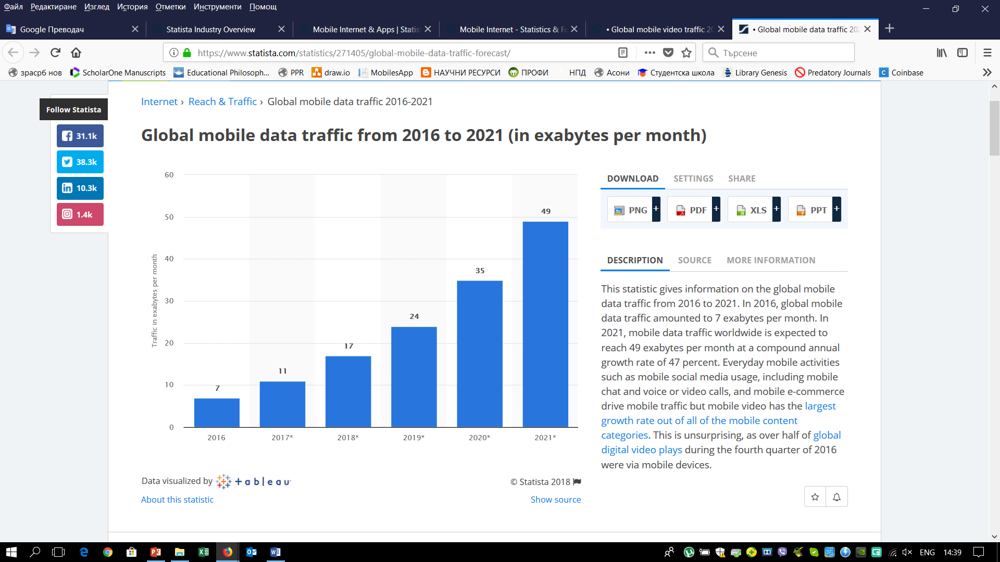 Файл Редактиране Изглед История Отметки Инструменти Помощ
Google Преводач
Statista Industry Overview
Mobile Internet & Apps | Statis
Mobile Internet - Statistics & Fa
• Global mobile video traffic 20
• Global mobile data traffic 202
https://www.statista.com/statistics/271405/global-mobile-data-traffic-forecast/
Търсене
зрасрб нов
ScholarOne Manuscripts
Educational Philosoph...
PPR
draw.io
MobilesApp
НАУЧНИ РЕСУРСИ
ПРОФИ
НПД
Асони
Студентска школа
Library Genesis
Predatory Journals
Coinbase
Follow Statista
31.1k
38.3k
10.3k
1.4k
Internet › Reach & Traffic › Global mobile data traffic 2016-2021
Global mobile data traffic from 2016 to 2021 (in exabytes per month)
Traffic in exabytes per month
60
50
40
30
20
10
0
7
11
17
24
35
49
2016
2017*
2018*
2019*
2020*
2021*
Data visualized by +ableau
© Statista 2018
About this statistic
Show source
DOWNLOAD SETTINGS SHARE
PNG + PDF + XLS + PPT +
DESCRIPTION SOURCE MORE INFORMATION
This statistic gives information on the global mobile
data traffic from 2016 to 2021. In 2016, global mobile
data traffic amounted to 7 exabytes per month. In
2021, mobile data traffic worldwide is expected to
reach 49 exabytes per month at a compound annual
growth rate of 47 percent. Everyday mobile activities
such as mobile social media usage, including mobile
chat and voice or video calls, and mobile e-commerce
drive mobile traffic but mobile video has the largest
growth rate out of all of the mobile content
categories. This is unsurprising, as over half of global
digital video plays during the fourth quarter of 2016
were via mobile devices.
ENG
14:39